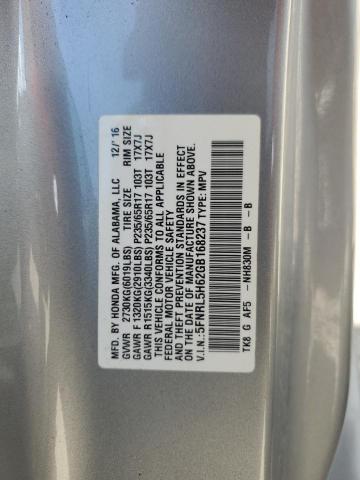 MFD. BY HONDA MFG. OF ALABAMA, LLC 12/'16
GVWR 2730KG(6019LBS) TIRE SIZE RIM SIZE
GAWR F 1320KG(2910LBS) P235/65R17 103T 17X7J
GAWR R1515KG(3340LBS) P235/65R17 103T 17X7J
THIS VEHICLE CONFORMS TO ALL APPLICABLE
FEDERAL MOTOR VEHICLE SAFETY
AND THEFT PREVENTION STANDARDS IN EFFECT
ON THE DATE OF MANUFACTURE SHOWN ABOVE.
V.I.N.:5FNRL5H62GB168237 TYPE: MPV
TK8 G AF5 -NH830M -B -B